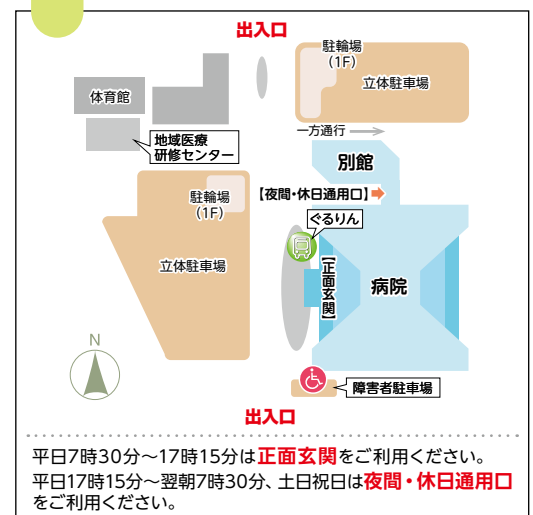 出入口
駐輪場
(1F)
立体駐車場
体育館
一方通行
地域医療
研修センター
別館
【夜間・休日通用口】
駐輪場
(1F)
ぐるりん
立体駐車場
【正面玄関】
病院
N
障害者駐車場
出入口
平日7時30分～17時15分は正面玄関をご利用ください。
平日17時15分～翌朝7時30分、土日祝日は夜間・休日通用口
をご利用ください。